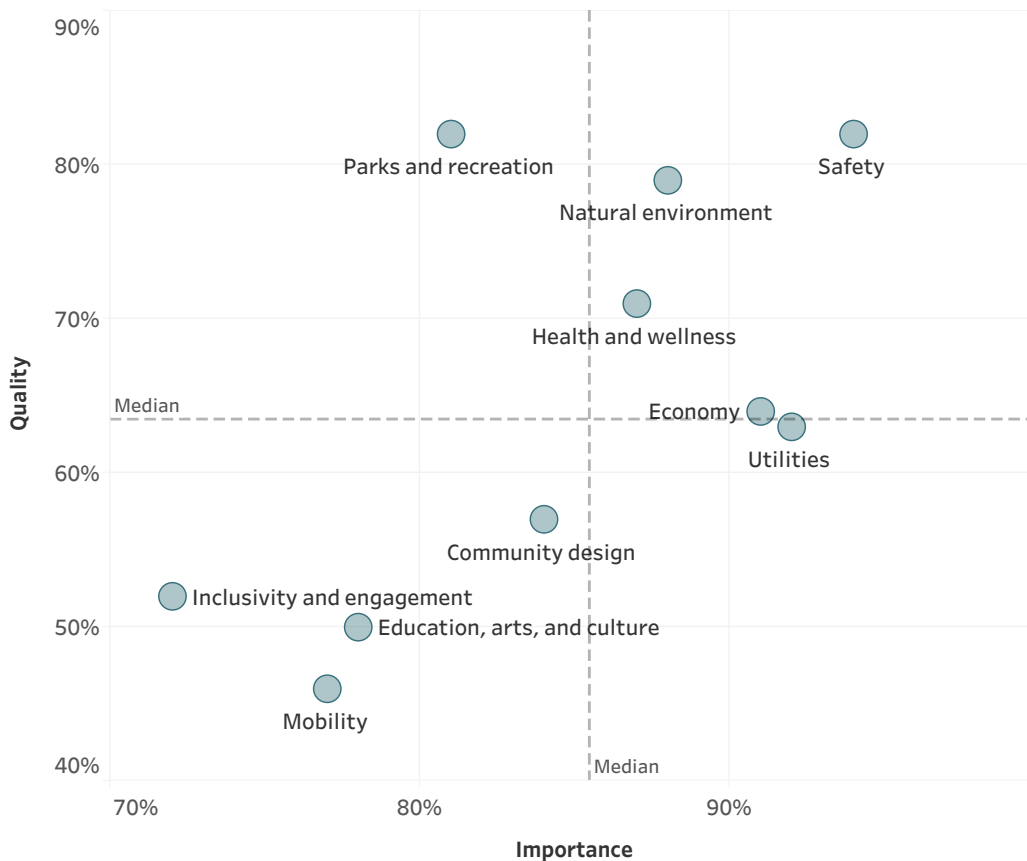 90%
Parks and recreation
Safety
80%
Natural environment
70%
Health and wellness
Quality
Median
Economy
Utilities
60%
Community design
Inclusivity and engagement
50%
Education, arts, and culture
Mobility
40%
Median
70%
80%
90%
Importance